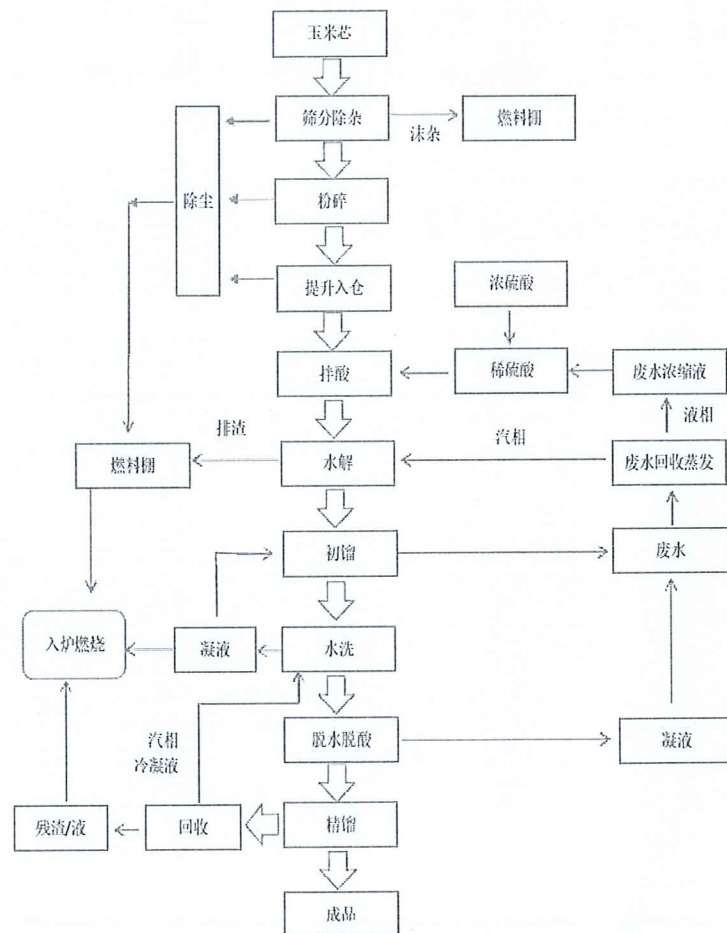 玉米芯
筛分除杂
沫杂
燃料棚
除尘
粉碎
提升入仓
浓硫酸
拌酸
稀硫酸
废水浓缩液
液相
排渣
汽相
燃料棚
水解
废水回收蒸发
初馏
废水
入炉燃烧
凝液
水洗
汽相
冷凝液
脱水脱酸
凝液
残渣/液
回收
精馏
成品